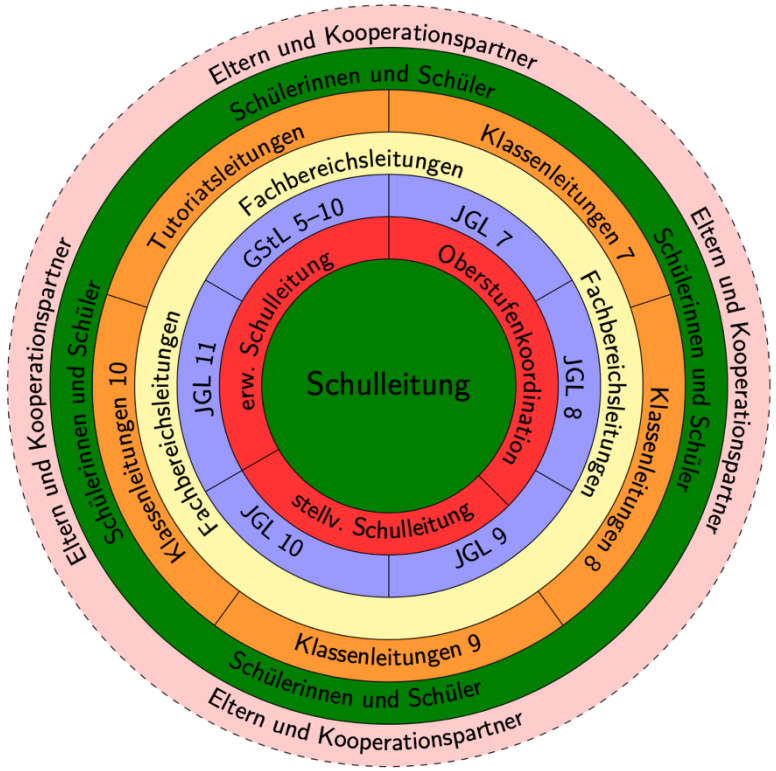 Eltern und Kooperationspartner
Eltern und Kooperationspartner
Eltern und Kooperationspartner
Eltern und Kooperationspartner
Schülerinnen und Schüler
Schülerinnen und Schüler
Schülerinnen und Schüler
Schülerinnen und Schüler
Tutoriatsleitungen
Klassenleitungen 7
Klassenleitungen 8
Klassenleitungen 9
Klassenleitungen 10
Fachbereichsleitungen
Fachbereichsleitungen
Fachbereichsleitungen
GStL 5–10
JGL 7
JGL 8
JGL 9
JGL 10
JGL 11
erw. Schulleitung
Oberstufenkoordination
stellv. Schulleitung
Schulleitung